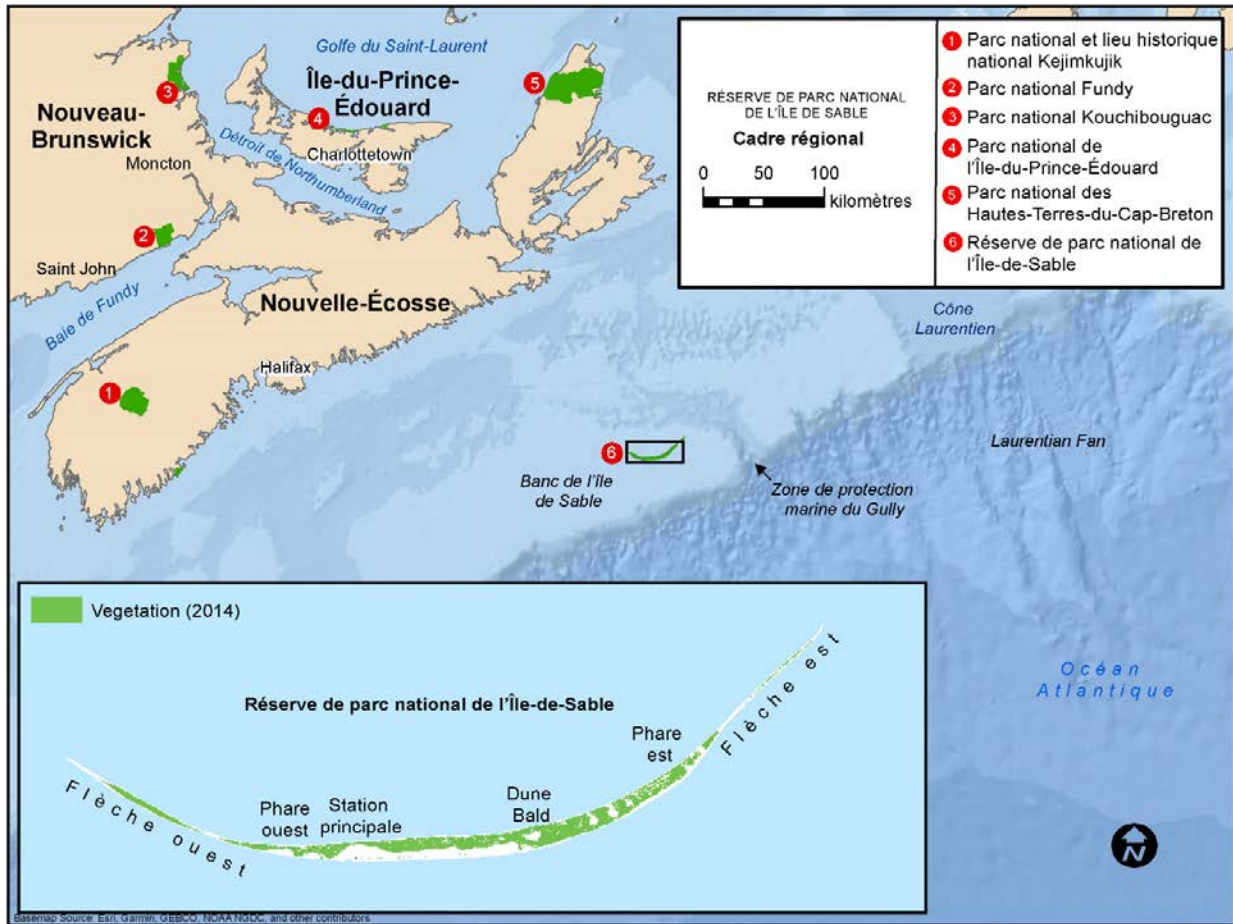 Golfe du Saint-Laurent
Île-du-Prince-
Édouard
Nouveau-
Brunswick
Détroit de Northumberland
Charlottetown
Moncton
Saint John
Baie de Fundy
Nouvelle-Écosse
Halifax
3
4
5
2
1
6
RÉSERVE DE PARC NATIONAL
DE L'ÎLE DE SABLE
Cadre régional
0 50 100
kilomètres
1 Parc national et lieu historique
national Kejimkujik
2 Parc national Fundy
3 Parc national Kouchibouguac
4 Parc national de
l'Île-du-Prince-Édouard
5 Parc national des
Hautes-Terres-du-Cap-Breton
6 Réserve de parc national de
l'Île-de-Sable
Cône
Laurentien
Laurentian Fan
Banc de l'île
de Sable
Zone de protection
marine du Gully
Océan
Atlantique
Vegetation (2014)
Réserve de parc national de l'Île-de-Sable
Flèche ouest
Phare
ouest
Station
principale
Dune
Bald
Phare
est
Flèche est
N
Basemap Source: Esri, Garmin, GEBCO, NOAA NGDC, and other contributors